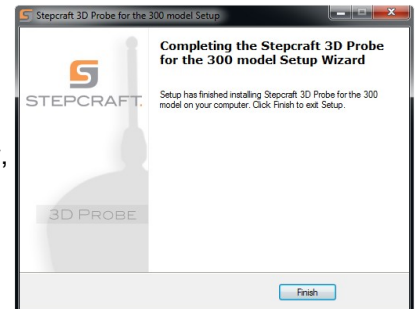 Stepcraft 3D Probe for the 300 model Setup
STEPCRAFT.
3D PROBE
Completing the Stepcraft 3D Probe
for the 300 model Setup Wizard
Setup has finished installing Stepcraft 3D Probe for the 300
model on your computer. Click Finish to exit Setup.
,
Finish